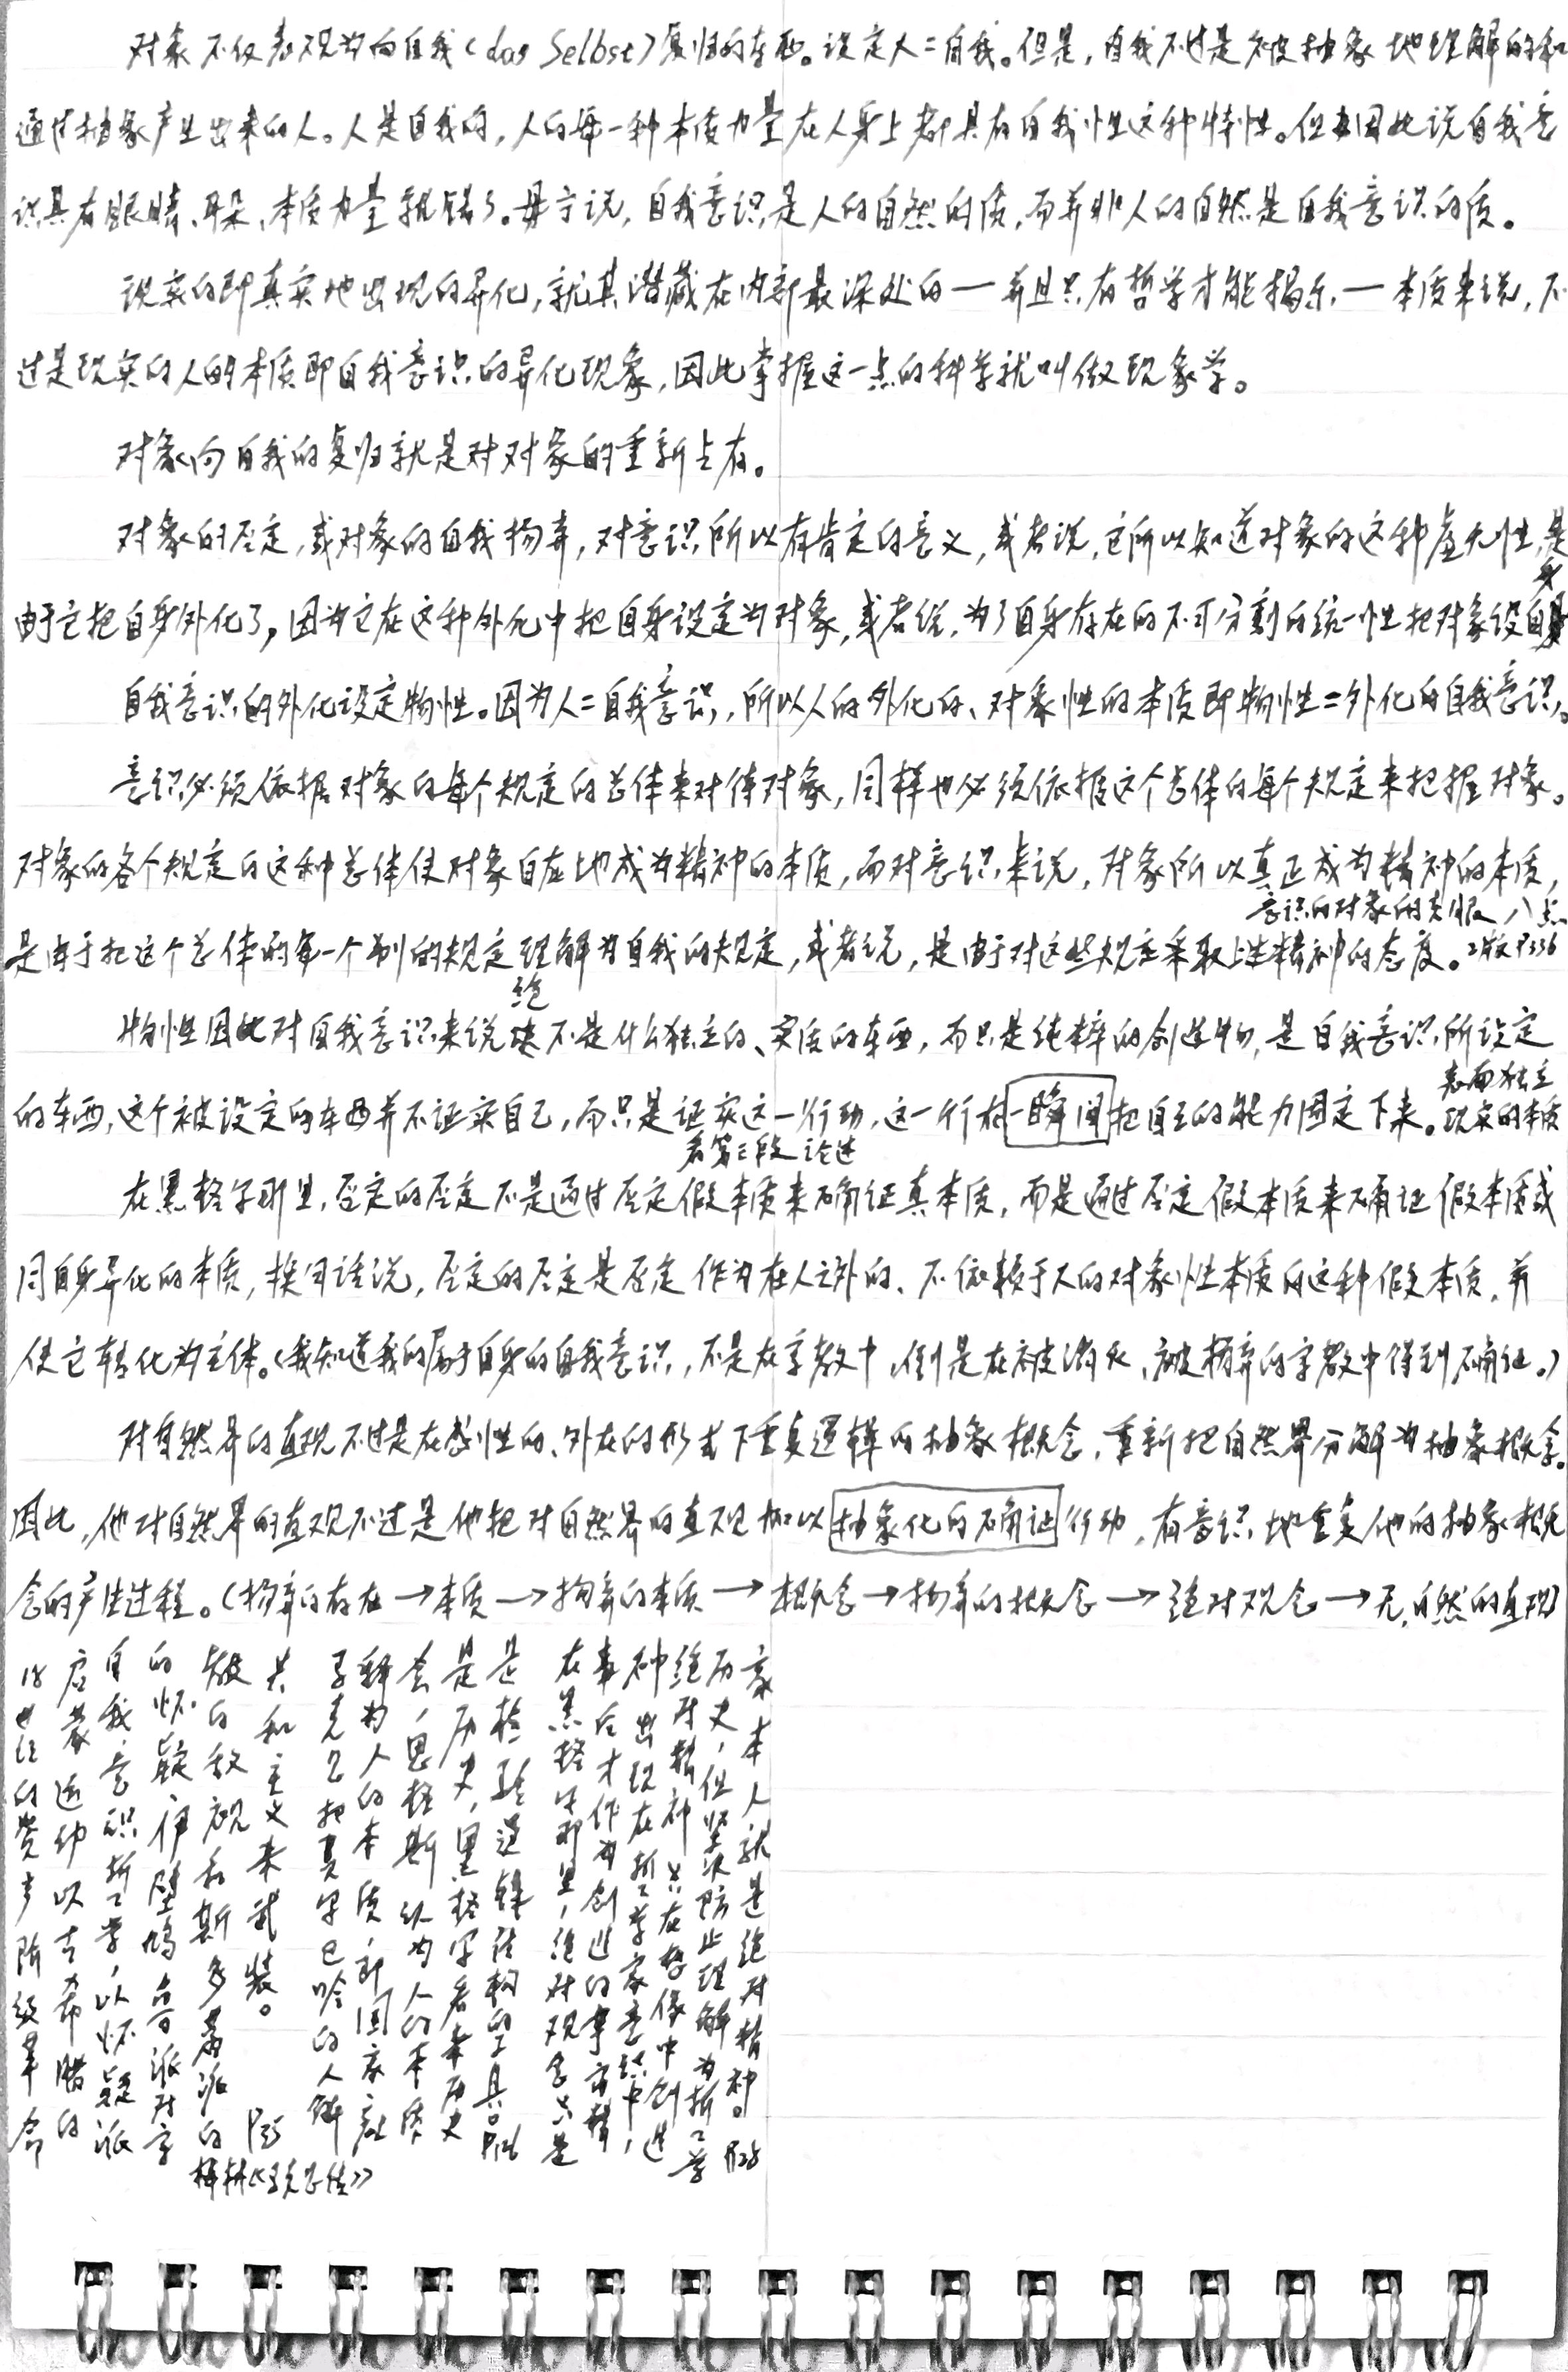 对象不仅表现为向自我(das Selbst)复归的东西。设定人=自我。但是,自我不过是被抽象地理解的和
通过抽象产生出来的人。人是自我的,人的每一种本质力量在人身上都具有自我性这种特性。但因此说自我意
识具有眼睛、耳朵、本质力量就错了。毋宁说,自我意识是人的自然的质,而并非人的自然是自我意识的质。
现实的即真实地出现的异化,就其潜藏在内部最深处的—并且只有哲学才能揭示—本质来说,不
过是现实的人的本质即自我意识的异化现象,因此掌握这一点的科学就叫做现象学。
对象向自我的复归就是对对象的重新占有。
对象的否定,或对象的自我扬弃,对意识所以有肯定的意义,或者说,它所以知道对象的这种虚无性,是
由于它把自身外化了,因为它在这种外化中把自身设定为对象,或者说,为了自身存在的不可分割的统一性把对象设为自身
自我意识的外化设定物性。因为人=自我意识,所以人的外化的、对象性的本质即物性=外化的自我意识。
意识必须依据对象的每个规定的总体来对待对象,同样也必须依据这个总体的每个规定来把握对象。
对象的各个规定的这种总体使对象自在地成为精神的本质,而对意识来说,对象所以真正成为精神的本质,
意识的对象的克服 八点
是由于把这个总体的每一个别的规定理解为自我的规定,或者说,是由于对这些规定采取上述精神的态度。二版P336
绝
物性因此对自我意识来说决不是什么独立的、实质的东西,而只是纯粹的创造物,是自我意识所设定
表面独立
的东西,这个被设定的东西并不证实自己,而只是证实这一行动,这一行动一瞬间把自己的能力固定下来。现实的本质
看第三段论述
在黑格尔那里,否定的否定不是通过否定假本质来确证真本质,而是通过否定假本质来确证假本质或
同自身异化的本质,换句话说,否定的否定是否定作为在人之外的、不依赖于人的对象性本质的这种假本质,并
使它转化为主体。(我知道我的属于自身的自我意识,不是在宗教中,倒是在被消灭、被扬弃的宗教中得到确证。)
对自然界的直观不过是在感性的、外在的形式下重复逻辑的抽象概念,重新把自然界分解为抽象概念。
因此,他对自然界的直观不过是他把对自然界的直观加以抽象化的确证行动,有意识地重复他的抽象概
念的产生过程。(扬弃的存在→本质→扬弃的本质→概念→扬弃的概念→绝对观念→无,自然的直观)
家本人就是绝对精神。P128
历史,但坚决防止理解为哲学
绝对精神只在想像中创造
神出现在哲学家意识中,
事后才作为创造的宇宙精
在黑格尔那里,绝对观念只是
是检验逻辑结构的工具。P126
是历史,黑格尔看来历史
会,恩格斯认为人的本质
释为人的本质,即国家社
子克己把费尔巴哈的人解
共和主义来武装。 P35
教的敌视和斯多葛派的
的怀疑,伊壁鸠鲁派对宗
自我意识哲学,以怀疑派
启蒙运动以古希腊的
18世纪的资产阶级革命